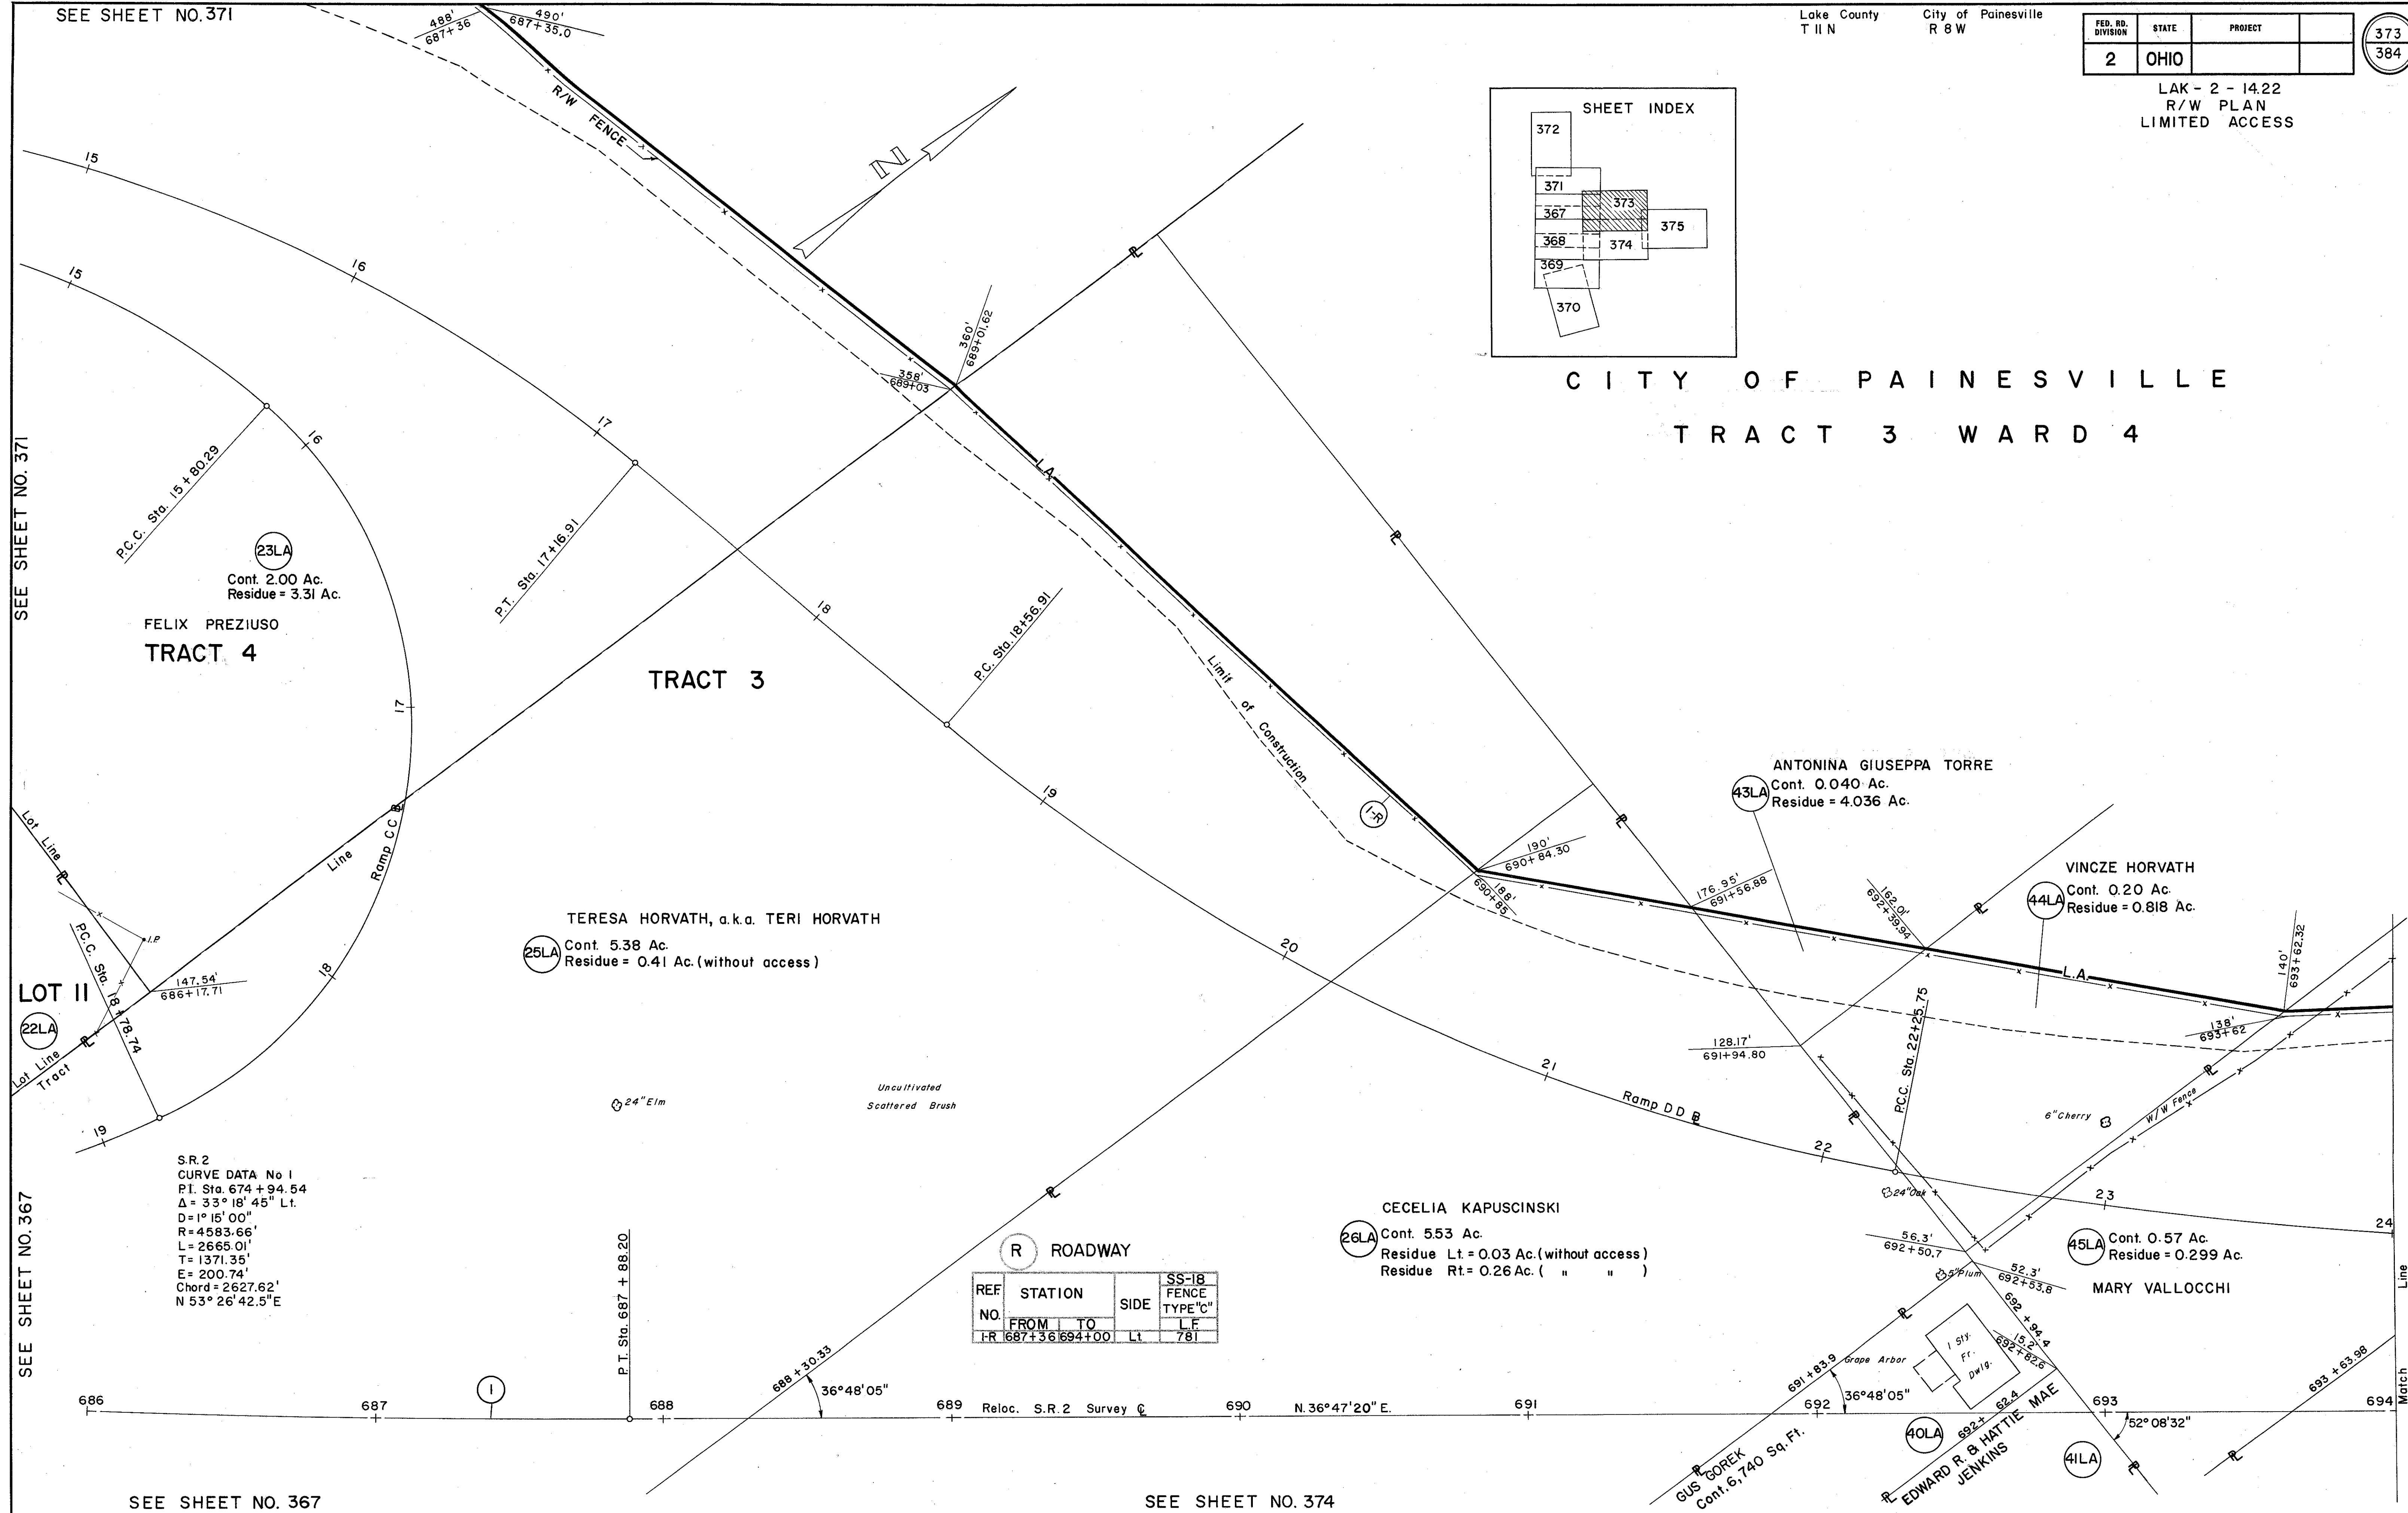 SEE SHEET NO. 371
Lake County City of Painesville
T 11 N R 8 W
FED. RD. DIVISION STATE PROJECT
2 OHIO
373
384
LAK - 2 - 14.22
R/W PLAN
LIMITED ACCESS
SHEET INDEX
372
371
367
373
375
368
374
369
370
CITY OF PAINESVILLE
TRACT 3 WARD 4
488'
687+36
490'
687+35.0
R/W FENCE
N
15
16
17
15
16
17
18
19
360'
689+01.62
358'
689+03
L.A.
SEE SHEET NO. 371
P.C.C. Sta. 15+80.29
P.T. Sta. 17+16.91
23LA
Cont. 2.00 Ac.
Residue = 3.31 Ac.
FELIX PREZIUSO
TRACT 4
TRACT 3
18
P.C. Sta. 18+56.91
19
Limit of Construction
1-R
190'
690+84.30
188'
690+85
ANTONINA GIUSEPPA TORRE
43LA
Cont. 0.040 Ac.
Residue = 4.036 Ac.
VINCZE HORVATH
44LA
Cont. 0.20 Ac.
Residue = 0.818 Ac.
176.95'
691+56.88
162.0'
692+39.94
140'
693+62.32
138'
693+62
L.A.
Lot Line
Line
Ramp CC B
I.P.
P.C.C. Sta. 18+78.74
147.54'
686+17.71
LOT 11
22LA
Lot Line
Tract
TERESA HORVATH, a.k.a. TERI HORVATH
25LA
Cont. 5.38 Ac.
Residue = 0.41 Ac. (without access)
20
21
22
23
24
128.17'
691+94.80
P.C.C. Sta. 22+25.75
Ramp DD B
6" Cherry
W/W Fence
24" Elm
Uncultivated
Scattered Brush
24" Oak
S.R. 2
CURVE DATA No 1
P.I. Sta. 674+94.54
Δ = 33° 18' 45" Lt.
D = 1° 15' 00"
R = 4583.66'
L = 2665.01'
T = 1371.35'
E = 200.74'
Chord = 2627.62'
N 53° 26' 42.5" E
SEE SHEET NO. 367
P.T. Sta. 687 + 88.20
R ROADWAY
REF. NO. STATION SIDE SS-18 FENCE TYPE "C"
FROM TO L.F.
1-R 687+36 694+00 Lt. 781
CECELIA KAPUSCINSKI
26LA
Cont. 5.53 Ac.
Residue Lt. = 0.03 Ac. (without access)
Residue Rt. = 0.26 Ac. ( " " )
56.3'
692+50.7
52.3'
692+53.8
5" Plum
45LA
Cont. 0.57 Ac.
Residue = 0.299 Ac.
MARY VALLOCCHI
692+94.4
15.2'
692+82.6
1 Sty. Fr. Dwlg.
Grape Arbor
691+83.9
36°48'05"
692+62.4
693+63.98
52°08'32"
688+30.33
36°48'05"
1
686
687
688
689
Reloc. S.R. 2 Survey ℄
690
N. 36°47'20" E.
691
692
693
694
Match Line
GUS GOREK
Cont. 6,740 Sq. Ft.
40LA
EDWARD R. & HATTIE MAE
JENKINS
41LA
SEE SHEET NO. 367
SEE SHEET NO. 374